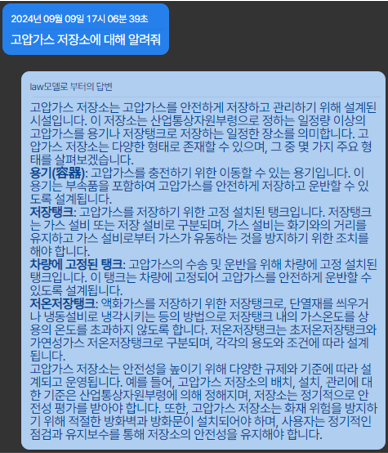 2024년 09월 09일 17시 06분 39초
고압가스 저장소에 대해 알려줘
law모델로 부터의 답변
고압가스 저장소는 고압가스를 안전하게 저장하고 관리하기 위해 설계된
시설입니다. 이 저장소는 산업통상자원부령으로 정하는 일정량 이상의
고압가스를 용기나 저장탱크로 저장하는 일정한 장소를 의미합니다. 고
압가스 저장소는 다양한 형태로 존재할 수 있으며, 그 중 몇 가지 주요 형
태를 살펴보겠습니다.
용기(容器): 고압가스를 충전하기 위한 이동할 수 있는 용기입니다. 이
용기는 부속품을 포함하여 고압가스를 안전하게 저장하고 운반할 수 있
도록 설계됩니다.
저장탱크: 고압가스를 저장하기 위한 고정 설치된 탱크입니다. 저장탱크
는 가스 설비 또는 저장 설비로 구분되며, 가스 설비는 화기와의 거리를
유지하고 가스 설비로부터 가스가 유동하는 것을 방지하기 위한 조치를
해야 합니다.
차량에 고정된 탱크: 고압가스의 수송 및 운반을 위해 차량에 고정 설치된
탱크입니다. 이 탱크는 차량에 고정되어 고압가스를 안전하게 운반할 수
있도록 설계됩니다.
저온저장탱크: 액화가스를 저장하기 위한 저장탱크로, 단열재를 씌우거
나 냉동설비로 냉각시키는 등의 방법으로 저장탱크 내의 가스온도를 상
용의 온도를 초과하지 않도록 합니다. 저온저장탱크는 초저온저장탱크와
가연성가스 저온저장탱크로 구분되며, 각각의 용도와 조건에 따라 설계
됩니다.
고압가스 저장소는 안전성을 높이기 위해 다양한 규제와 기준에 따라 설
계되고 운영됩니다. 예를 들어, 고압가스 저장소의 배치, 설치, 관리에 대
한 기준은 산업통상자원부령에 의해 정해지며, 저장소는 정기적으로 안
전성 평가를 받아야 합니다. 또한, 고압가스 저장소는 화재 위험을 방지하
기 위해 적절한 방화벽과 방화문이 설치되어야 하며, 사용자는 정기적인
점검과 유지보수를 통해 저장소의 안전성을 유지해야 합니다.